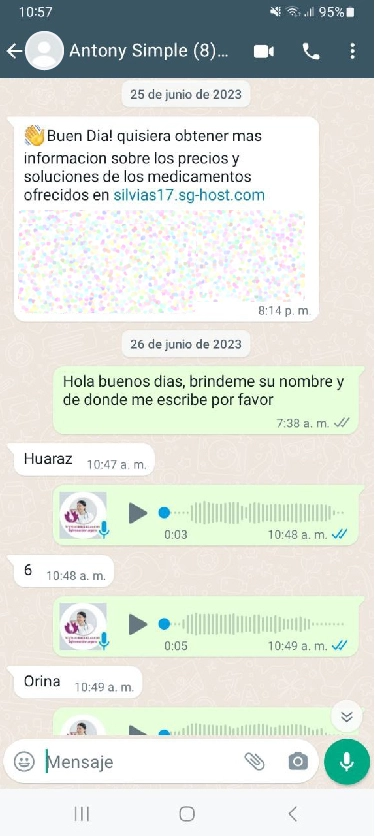 10:57
95%
Antony Simple (8)...
25 de junio de 2023
👋Buen Dia! quisiera obtener mas
informacion sobre los precios y
soluciones de los medicamentos
ofrecidos en silvias17.sg-host.com
8:14 p. m.
26 de junio de 2023
Hola buenos dias, brindeme su nombre y
de donde me escribe por favor
7:38 a. m.
Huaraz 10:47 a. m.
0:03 10:48 a. m.
6 10:48 a. m.
0:05 10:49 a. m.
Orina 10:49 a. m.
Mensaje